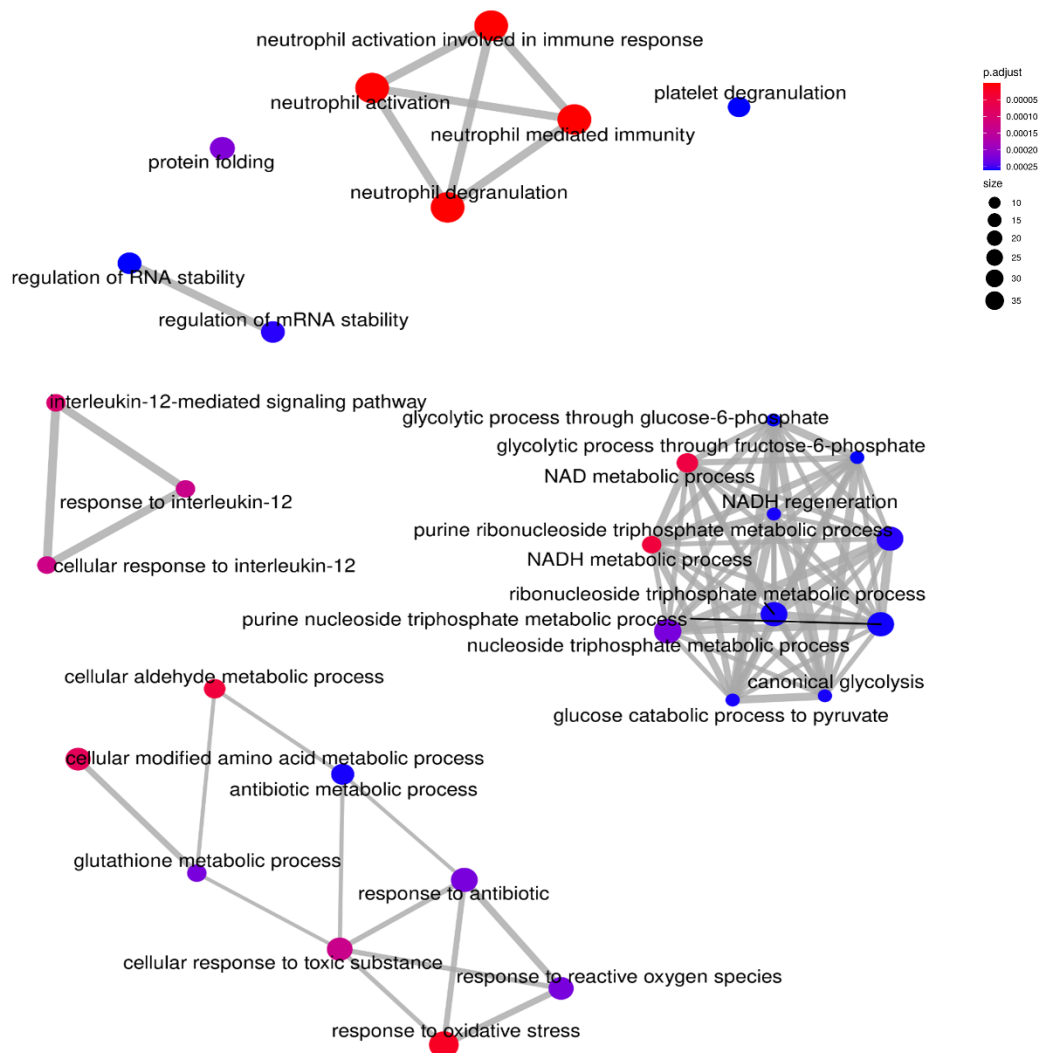 neutrophil activation involved in immune response
neutrophil activation
platelet degranulation
neutrophil mediated immunity
protein folding
neutrophil degranulation
regulation of RNA stability
regulation of mRNA stability
interleukin-12-mediated signaling pathway
response to interleukin-12
cellular response to interleukin-12
glycolytic process through glucose-6-phosphate
glycolytic process through fructose-6-phosphate
NAD metabolic process
NADH regeneration
purine ribonucleoside triphosphate metabolic process
NADH metabolic process
ribonucleoside triphosphate metabolic process
purine nucleoside triphosphate metabolic process
nucleoside triphosphate metabolic process
canonical glycolysis
glucose catabolic process to pyruvate
cellular aldehyde metabolic process
cellular modified amino acid metabolic process
antibiotic metabolic process
glutathione metabolic process
response to antibiotic
cellular response to toxic substance
response to reactive oxygen species
response to oxidative stress
p.adjust
0.00005
0.00010
0.00015
0.00020
0.00025
size
10
15
20
25
30
35